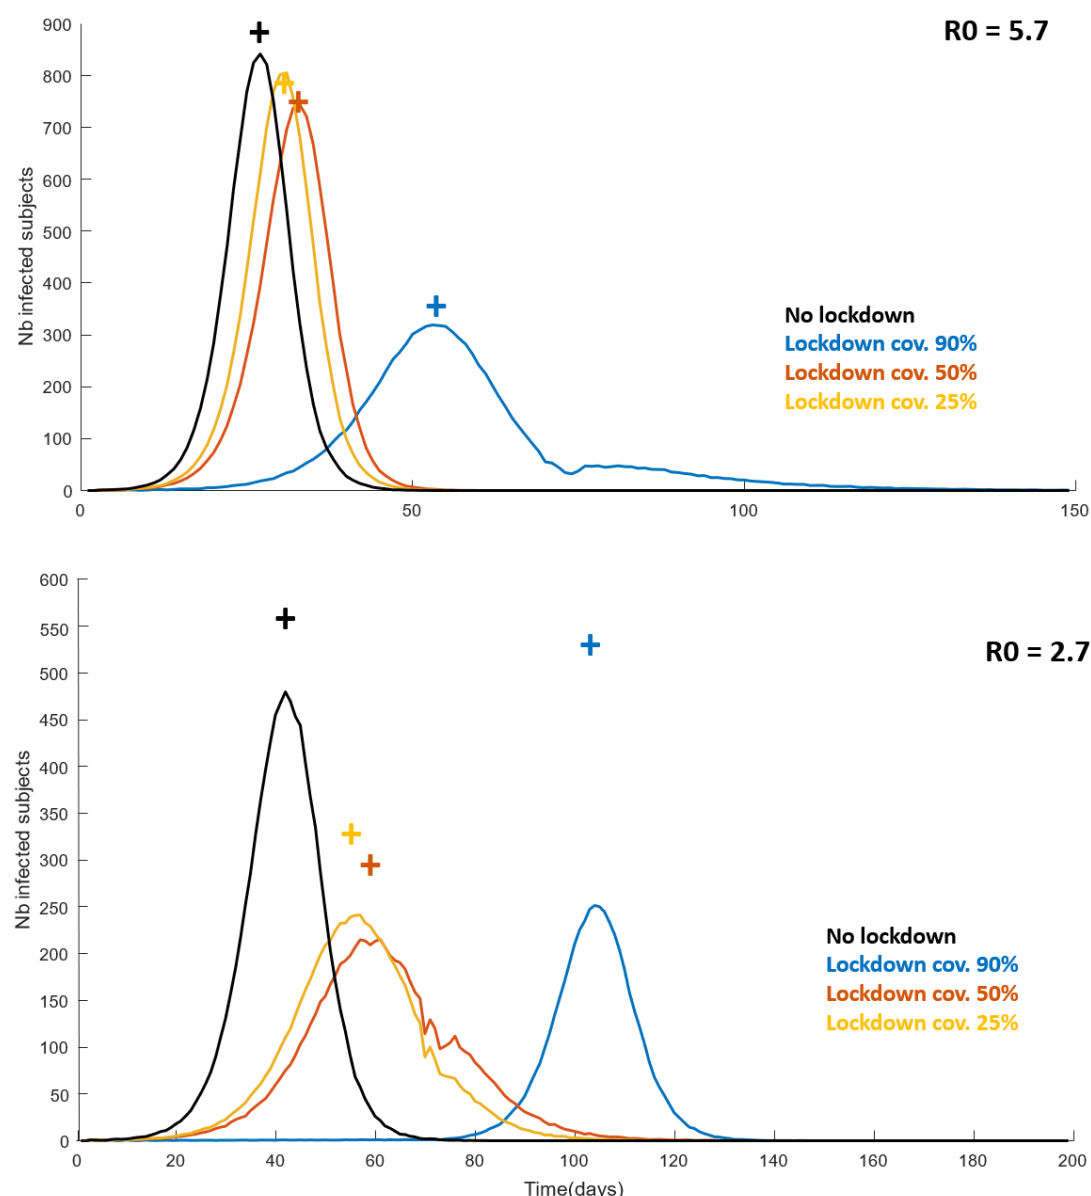 R0 = 5.7
Nb infected subjects
900
800
700
600
500
400
300
200
100
0
No lockdown
Lockdown cov. 90%
Lockdown cov. 50%
Lockdown cov. 25%
0 50 100 150
R0 = 2.7
Nb infected subjects
600
550
500
450
400
350
300
250
200
150
100
50
0
No lockdown
Lockdown cov. 90%
Lockdown cov. 50%
Lockdown cov. 25%
0 20 40 60 80 100 120 140 160 180 200
Time(days)